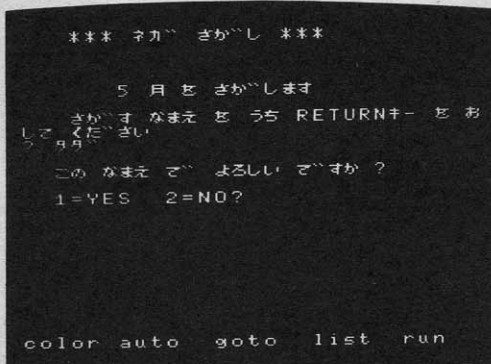 *** ネガ さがし ***
5 月 を さがします
さがす なまえ を うち RETURNキー を お
して ください
? タダ
この なまえ で よろしい ですか ?
1=YES 2=NO?
color auto goto list run